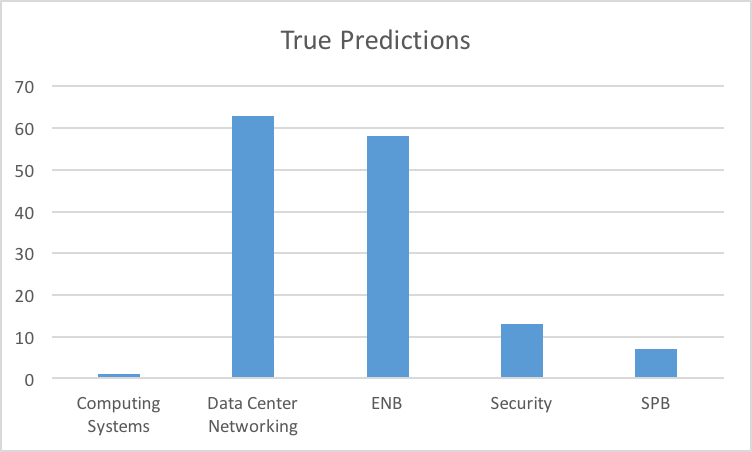 True Predictions
70
60
50
40
30
20
10
0
Computing Systems
Data Center Networking
ENB
Security
SPB